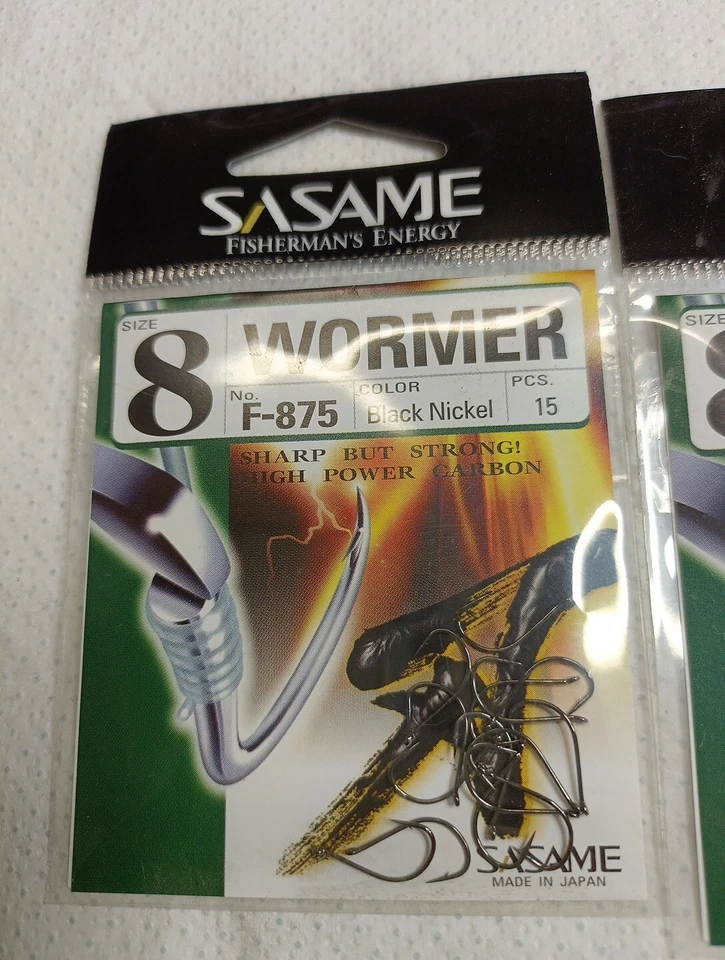 SASAME
FISHERMAN'S ENERGY
SIZE
8
WORMER
No.
F-875
COLOR
Black Nickel
PCS.
15
SHARP BUT STRONG!
HIGH POWER CARBON
SASAME
MADE IN JAPAN
SIZE